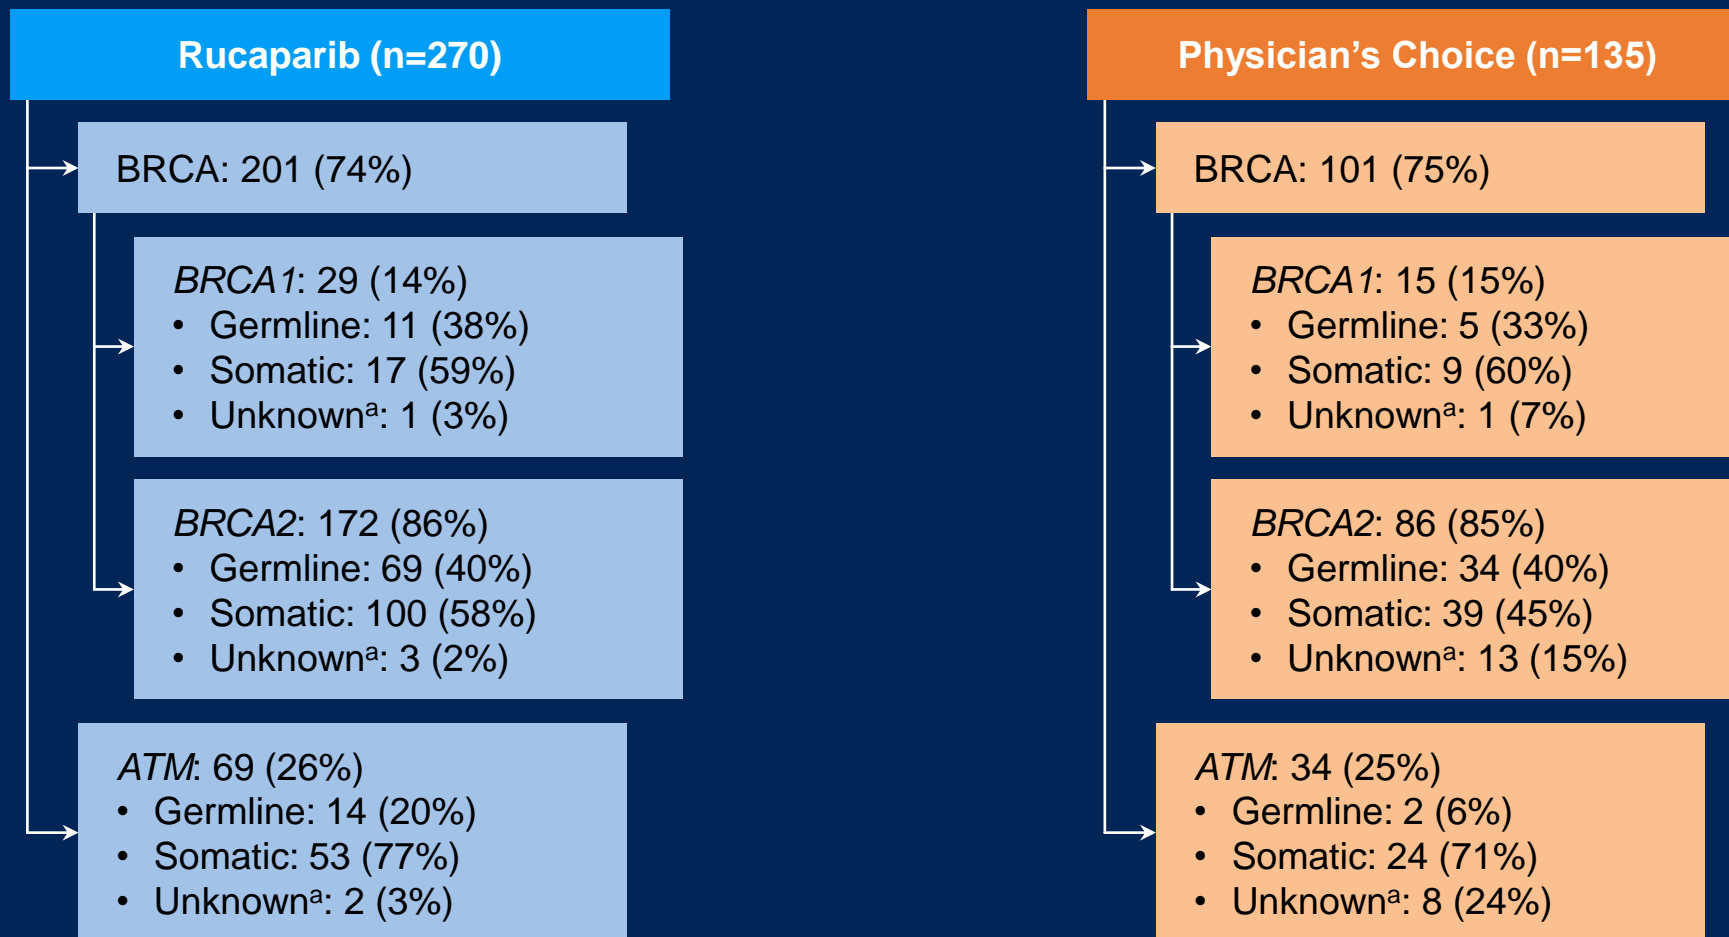 Rucaparib (n=270)
BRCA: 201 (74%)
BRCA1: 29 (14%)
• Germline: 11 (38%)
• Somatic: 17 (59%)
• Unknownᵃ: 1 (3%)
BRCA2: 172 (86%)
• Germline: 69 (40%)
• Somatic: 100 (58%)
• Unknownᵃ: 3 (2%)
ATM: 69 (26%)
• Germline: 14 (20%)
• Somatic: 53 (77%)
• Unknownᵃ: 2 (3%)
Physician’s Choice (n=135)
BRCA: 101 (75%)
BRCA1: 15 (15%)
• Germline: 5 (33%)
• Somatic: 9 (60%)
• Unknownᵃ: 1 (7%)
BRCA2: 86 (85%)
• Germline: 34 (40%)
• Somatic: 39 (45%)
• Unknownᵃ: 13 (15%)
ATM: 34 (25%)
• Germline: 2 (6%)
• Somatic: 24 (71%)
• Unknownᵃ: 8 (24%)